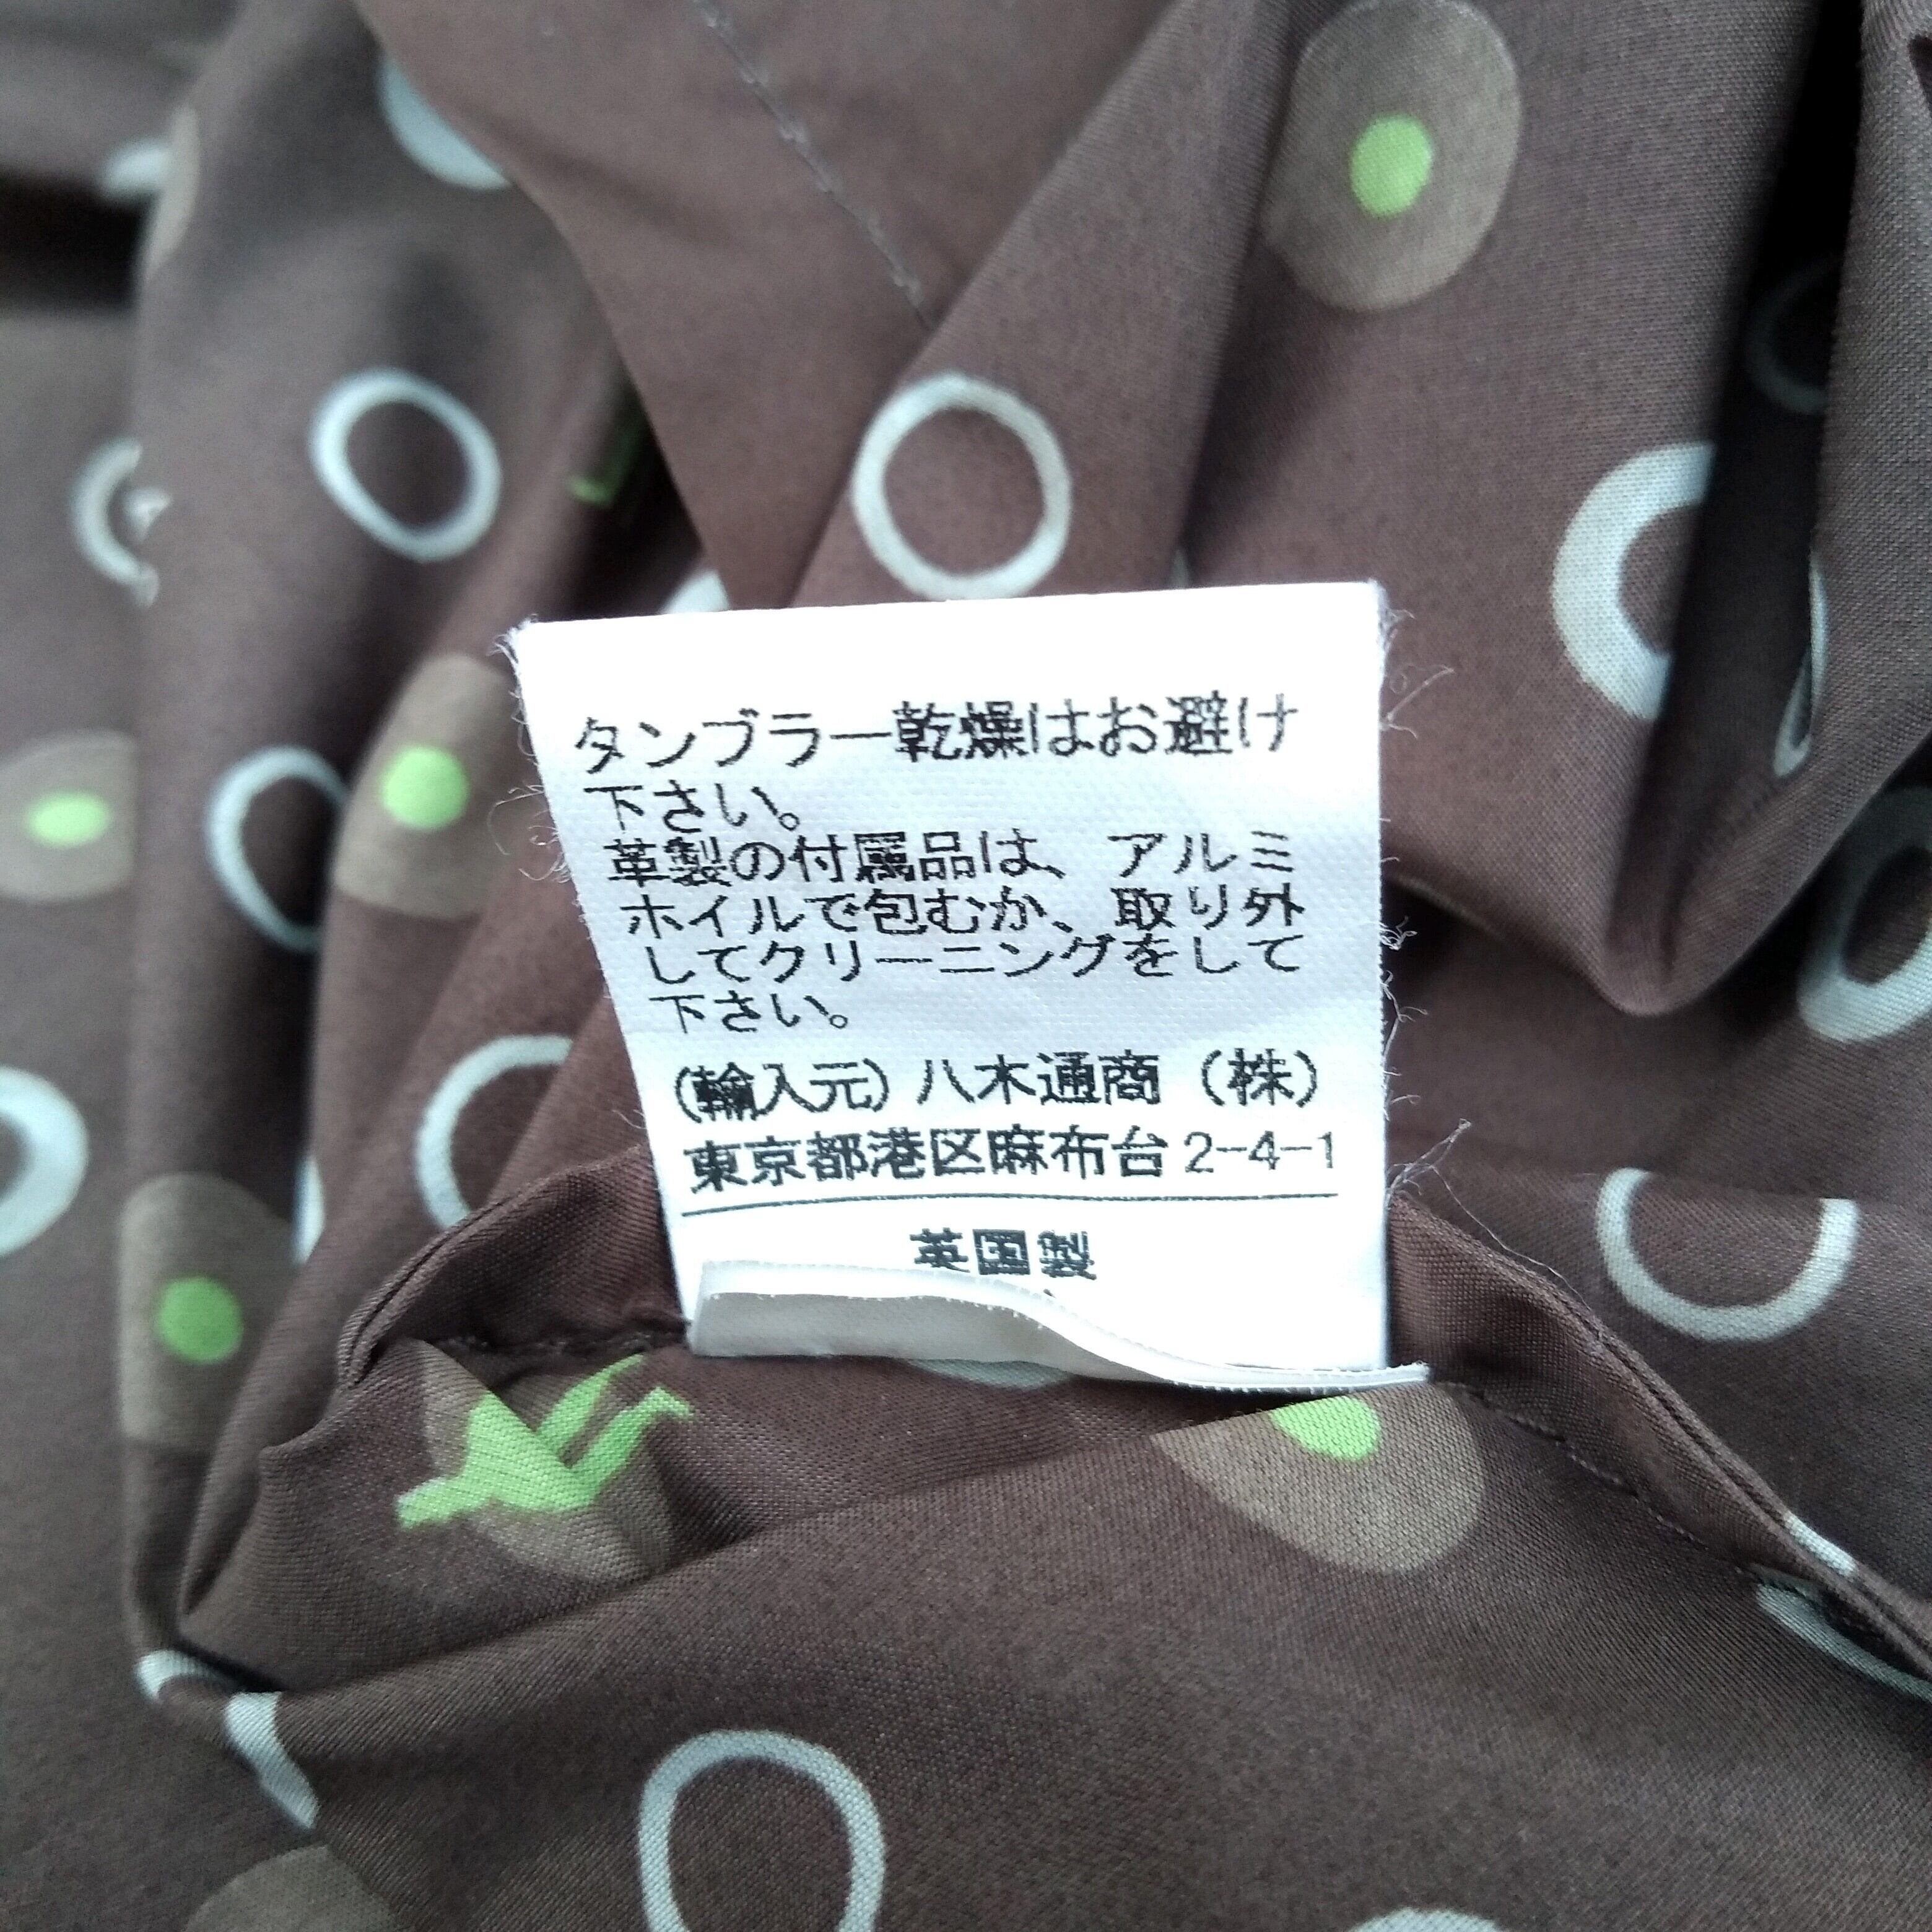 タンブラー乾燥はお避け
下さい。
革製の付属品は、アルミ
ホイルで包むか、取り外
してクリーニングをして
下さい。
(輸入元) 八木通商 (株)
東京都港区麻布台2-4-1
英国製